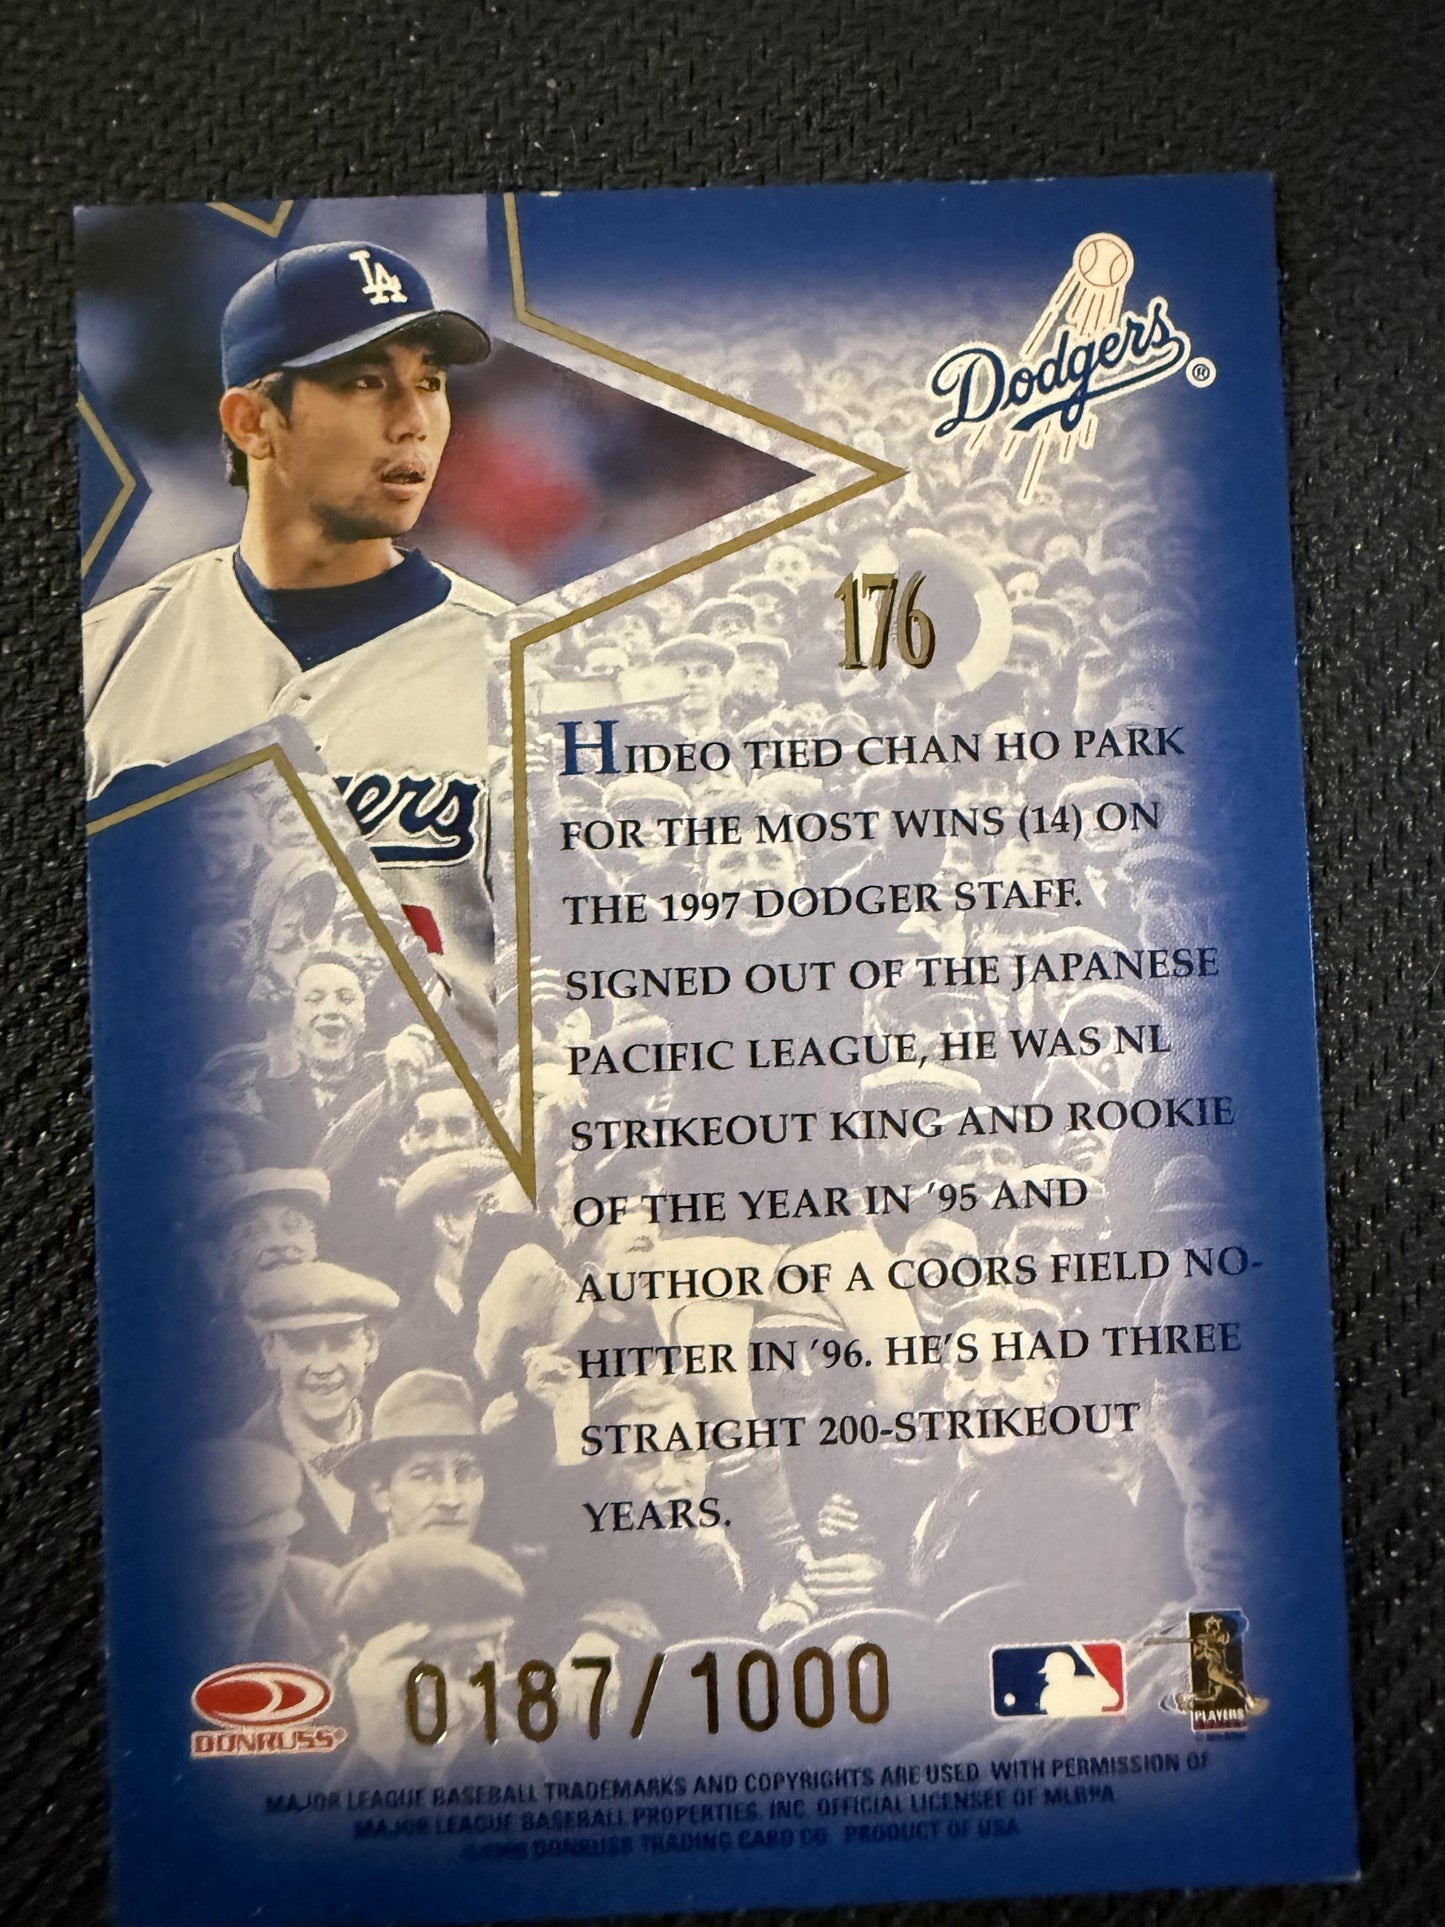 LA
Dodgers®
176
ers
HIDEO TIED CHAN HO PARK
FOR THE MOST WINS (14) ON
THE 1997 DODGER STAFF.
SIGNED OUT OF THE JAPANESE
PACIFIC LEAGUE, HE WAS NL
STRIKEOUT KING AND ROOKIE
OF THE YEAR IN '95 AND
AUTHOR OF A COORS FIELD NO-
HITTER IN '96. HE'S HAD THREE
STRAIGHT 200-STRIKEOUT
YEARS.
DONRUSS®
0187/1000
PLAYERS
MAJOR LEAGUE BASEBALL TRADEMARKS AND COPYRIGHTS ARE USED WITH PERMISSION OF
MAJOR LEAGUE BASEBALL PROPERTIES, INC. OFFICIAL LICENSEE OF MLBPA
©1998 DONRUSS TRADING CARD CO. PRODUCT OF USA